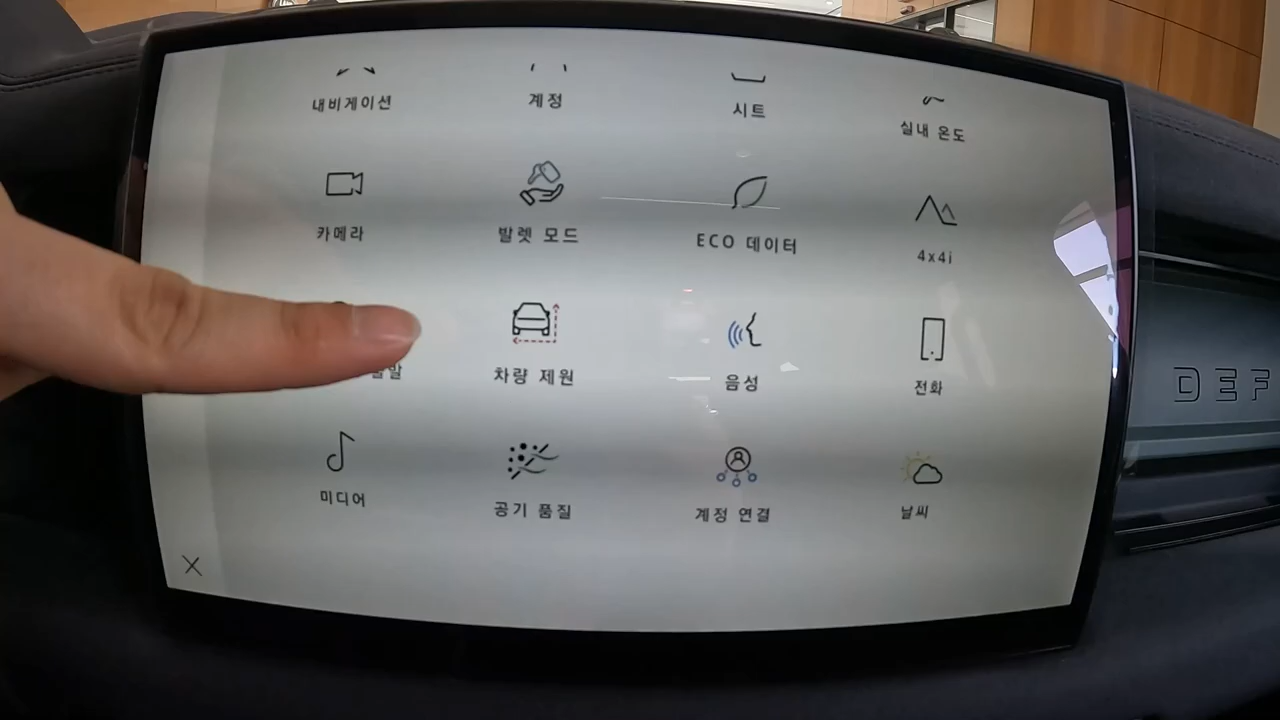 내비게이션 계정 시트 실내 온도
카메라 발렛 모드 ECO 데이터 4x4i
차량 제원 음성 전화
미디어 공기 품질 계정 연결 날씨
DEF